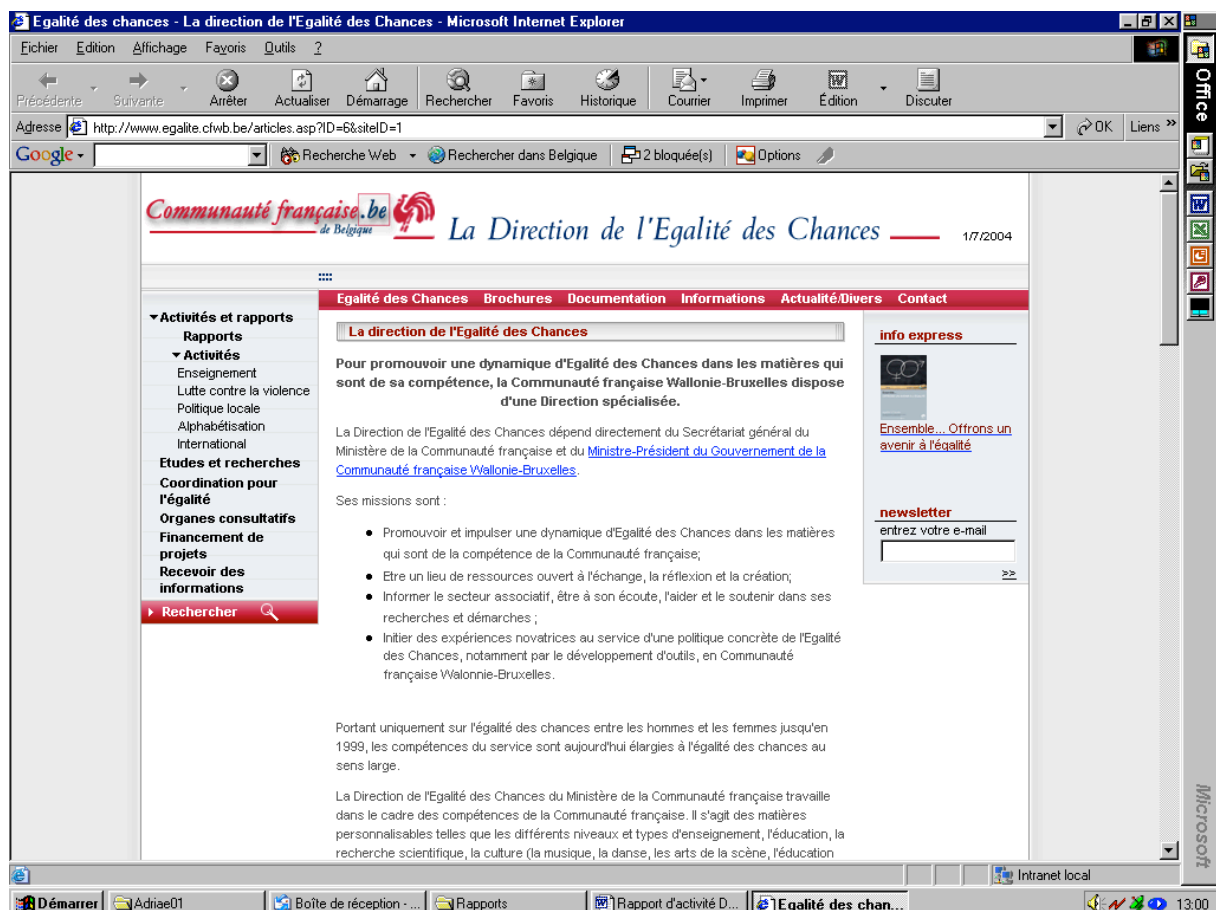 Egalité des chances - La direction de l'Egalité des Chances - Microsoft Internet Explorer
Fichier Edition Affichage Favoris Outils ?
Précédente Suivante Arrêter Actualiser Démarrage Rechercher Favoris Historique Courrier Imprimer Édition Discuter
Adresse http://www.egalite.cfwb.be/articles.asp?ID=6&siteID=1 OK Liens »
Google Recherche Web Rechercher dans Belgique 2 bloquée(s) Options
Office
Communauté française.be
de Belgique
La Direction de l'Egalité des Chances
1/7/2004
Egalité des Chances Brochures Documentation Informations Actualité/Divers Contact
Activités et rapports
Rapports
Activités
Enseignement
Lutte contre la violence
Politique locale
Alphabétisation
International
Etudes et recherches
Coordination pour
l'égalité
Organes consultatifs
Financement de
projets
Recevoir des
informations
Rechercher
La direction de l'Egalité des Chances
Pour promouvoir une dynamique d'Egalité des Chances dans les matières qui
sont de sa compétence, la Communauté française Wallonie-Bruxelles dispose
d'une Direction spécialisée.
La Direction de l'Egalité des Chances dépend directement du Secrétariat général du
Ministère de la Communauté française et du Ministre-Président du Gouvernement de la
Communauté française Wallonie-Bruxelles.
Ses missions sont :
● Promouvoir et impulser une dynamique d'Egalité des Chances dans les matières
qui sont de la compétence de la Communauté française;
● Etre un lieu de ressources ouvert à l'échange, la réflexion et la création;
● Informer le secteur associatif, être à son écoute, l'aider et le soutenir dans ses
recherches et démarches ;
● Initier des expériences novatrices au service d'une politique concrète de l'Egalité
des Chances, notamment par le développement d'outils, en Communauté
française Walonnie-Bruxelles.
Portant uniquement sur l'égalité des chances entre les hommes et les femmes jusqu'en
1999, les compétences du service sont aujourd'hui élargies à l'égalité des chances au
sens large.
La Direction de l'Egalité des Chances du Ministère de la Communauté française travaille
dans le cadre des compétences de la Communauté française. Il s'agit des matières
personnalisables telles que les différents niveaux et types d'enseignement, l'éducation, la
recherche scientifique, la culture (la musique, la danse, les arts de la scène, l'éducation
info express
Ensemble... Offrons un
avenir à l'égalité
newsletter
entrez votre e-mail
>>
Microsoft
Intranet local
Démarrer Adriae01 Boîte de réception - ... Rapports Rapport d'activité D... Egalité des chan... 13:00